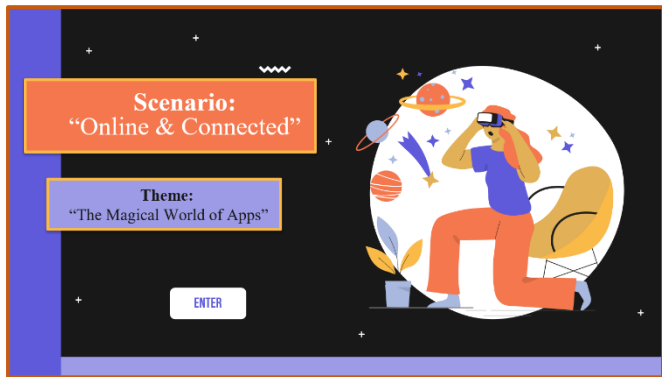 Scenario:
“Online & Connected”
Theme:
“The Magical World of Apps”
ENTER